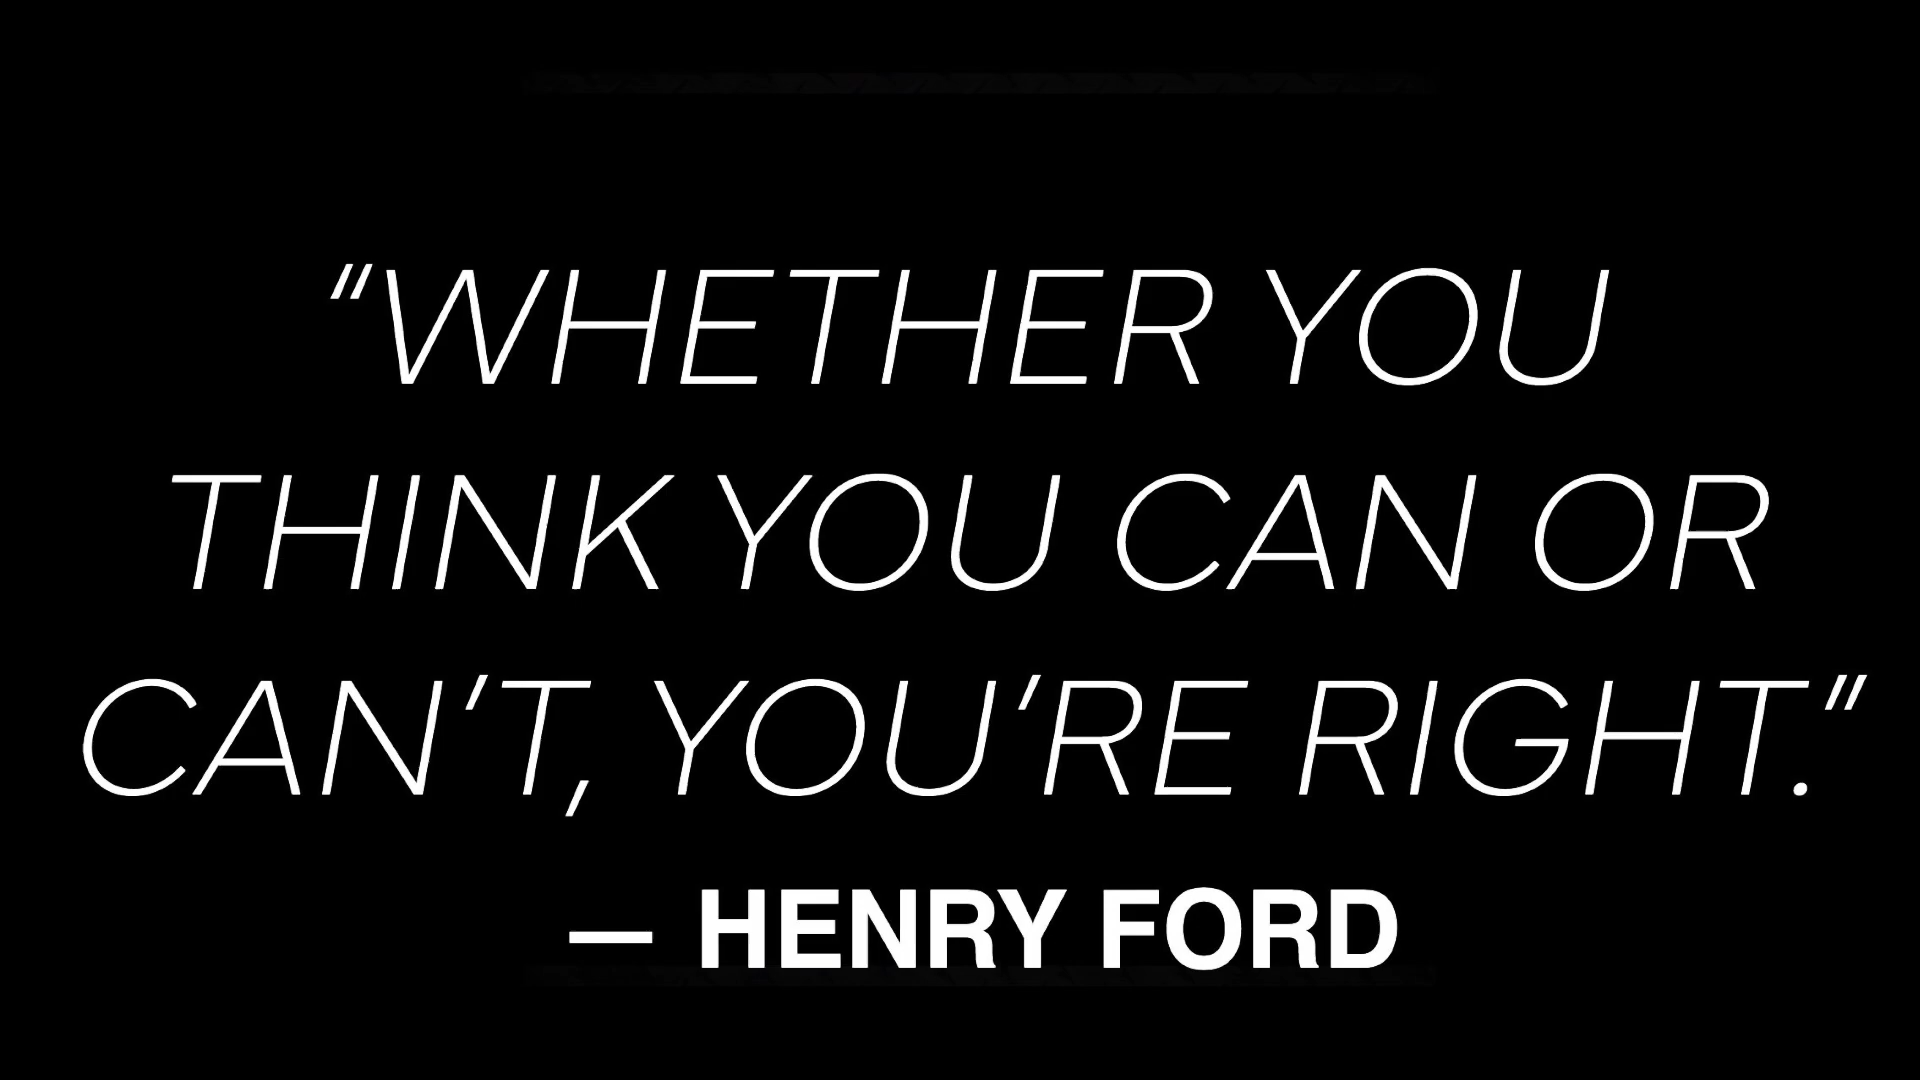 “WHETHER YOU
THINK YOU CAN OR
CAN’T, YOU’RE RIGHT.”
— HENRY FORD